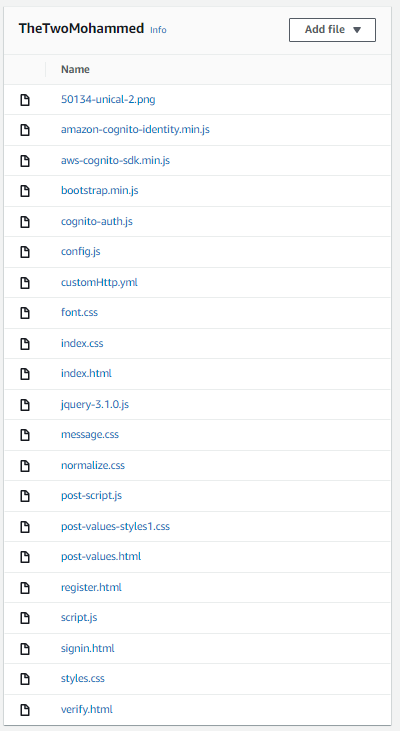 TheTwoMohammed Info
Add file
Name
50134-unical-2.png
amazon-cognito-identity.min.js
aws-cognito-sdk.min.js
bootstrap.min.js
cognito-auth.js
config.js
customHttp.yml
font.css
index.css
index.html
jquery-3.1.0.js
message.css
normalize.css
post-script.js
post-values-styles1.css
post-values.html
register.html
script.js
signin.html
styles.css
verify.html